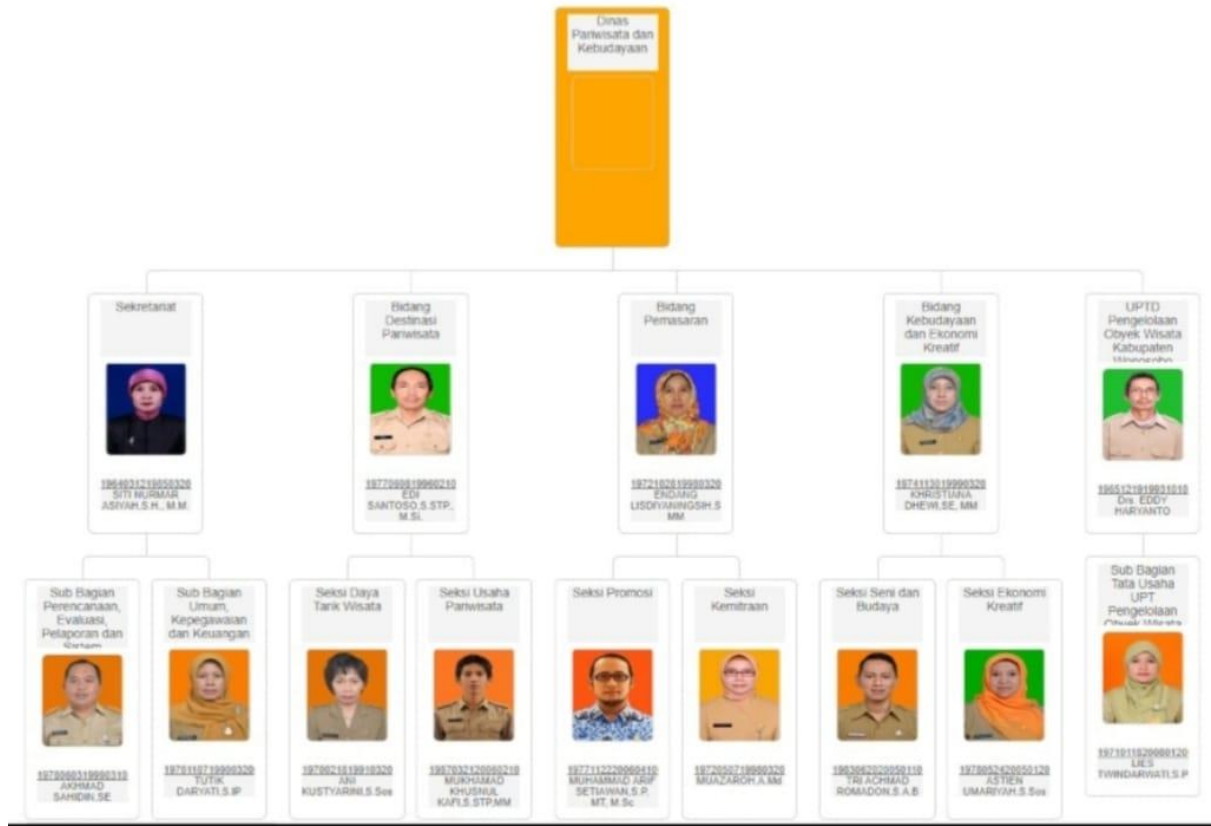 Dinas
Pariwisata dan
Kebudayaan
Sekretariat
SITI NURMAR
ASIYAH,S.H., M.M.
Bidang
Destinasi
Pariwisata
EDI
SANTOSO,S.STP.,
M.Si.
Bidang
Pemasaran
ENDANG
LISDIYANINGSIH.S
MM
Bidang
Kebudayaan
dan Ekonomi
Kreatif
KHRISTIANA
DHEWI,SE, MM
UPTD
Pengelolaan
Obyek Wisata
Kabupaten
Wonosobo
Drs. EDDY
HARYANTO
Sub Bagian
Perencanaan,
Evaluasi,
Pelaporan dan
Sistem
AKHMAD
SAHIDIN,SE
Sub Bagian
Umum,
Kepegawaian
dan Keuangan
TUTIK
DARYATI,S.IP
Seksi Daya
Tarik Wisata
ANI
KUSTYARINI,S.Sos
Seksi Usaha
Pariwisata
MUKHAMAD
KHUSNUL
KAFI,S.STP,MM
Seksi Promosi
MUHAMMAD ARIF
SETIAWAN,S.P,
MT, M.Sc
Seksi
Kemitraan
MUAZAROH,A.Md
Seksi Seni dan
Budaya
TRI ACHMAD
ROMADON,S.A.B
Seksi Ekonomi
Kreatif
ASTIEN
UMARIYAH,S.Sos
Sub Bagian
Tata Usaha
UPT
Pengelolaan
Obyek Wisata
LIES
TWINDARWATI,S.P